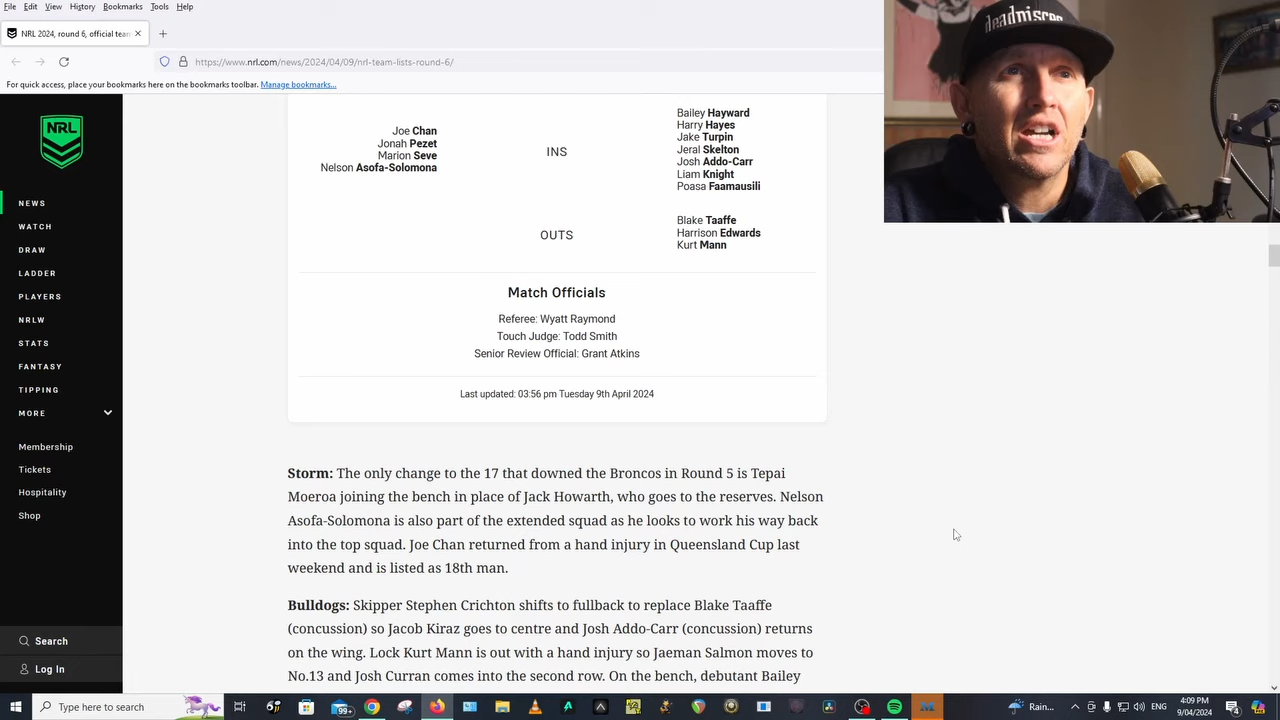 File Edit View History Bookmarks Tools Help
NRL 2024, round 6, official team
https://www.nrl.com/news/2024/04/09/nrl-team-lists-round-6/
For quick access, place your bookmarks here on the bookmarks toolbar. Manage bookmarks...
NRL
NEWS
WATCH
DRAW
LADDER
PLAYERS
NRLW
STATS
FANTASY
TIPPING
MORE
Membership
Tickets
Hospitality
Shop
Search
Log In
Joe Chan
Jonah Pezet
Marion Seve
Nelson Asofa-Solomona
INS
Bailey Hayward
Harry Hayes
Jake Turpin
Jeral Skelton
Josh Addo-Carr
Liam Knight
Poasa Faamausili
OUTS
Blake Taaffe
Harrison Edwards
Kurt Mann
Match Officials
Referee: Wyatt Raymond
Touch Judge: Todd Smith
Senior Review Official: Grant Atkins
Last updated: 03:56 pm Tuesday 9th April 2024
Storm: The only change to the 17 that downed the Broncos in Round 5 is Tepai
Moeroa joining the bench in place of Jack Howarth, who goes to the reserves. Nelson
Asofa-Solomona is also part of the extended squad as he looks to work his way back
into the top squad. Joe Chan returned from a hand injury in Queensland Cup last
weekend and is listed as 18th man.
Bulldogs: Skipper Stephen Crichton shifts to fullback to replace Blake Taaffe
(concussion) so Jacob Kiraz goes to centre and Josh Addo-Carr (concussion) returns
on the wing. Lock Kurt Mann is out with a hand injury so Jaeman Salmon moves to
No.13 and Josh Curran comes into the second row. On the bench, debutant Bailey
Type here to search
99+
Rain...
4:09 PM
9/04/2024